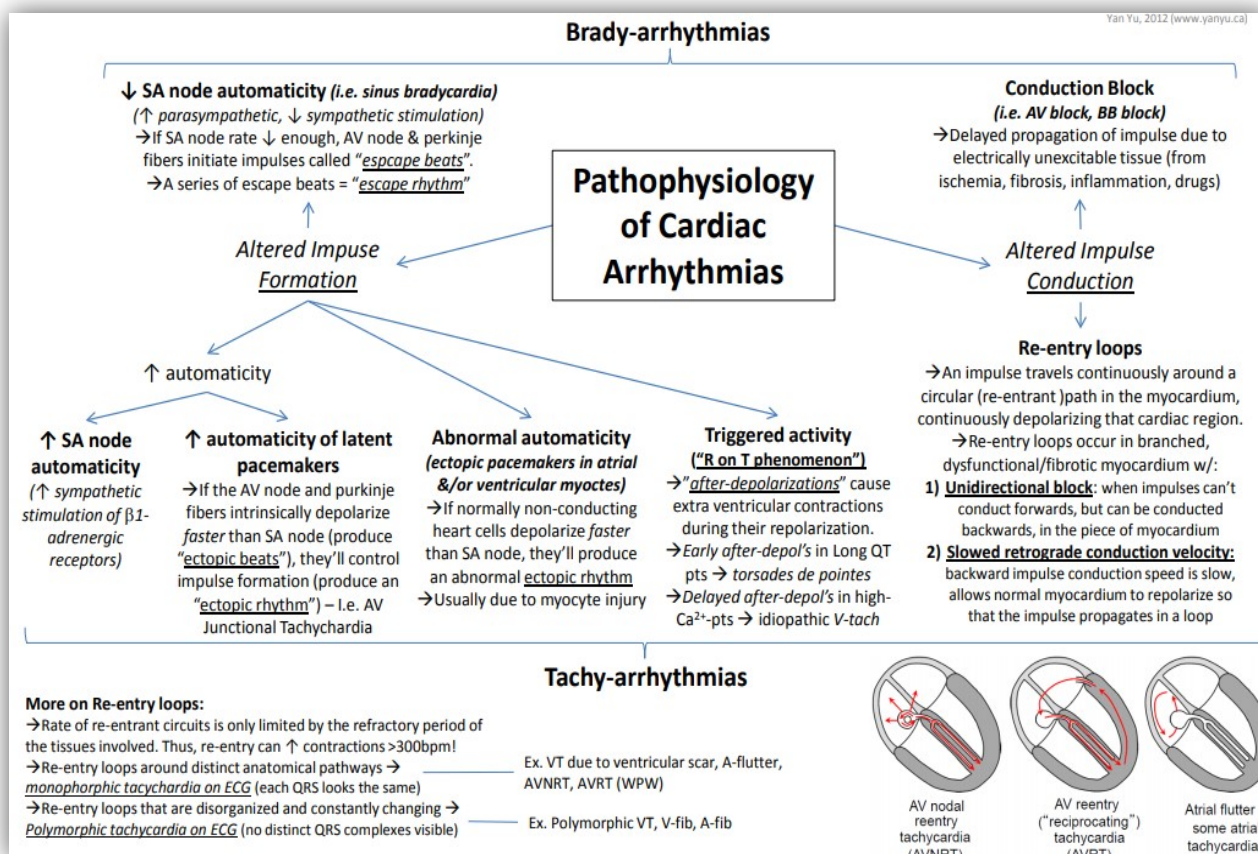 Yan Yu, 2012 (www.yanyu.ca)
Brady-arrhythmias
↓ SA node automaticity (i.e. sinus bradycardia)
(↑ parasympathetic, ↓ sympathetic stimulation)
→If SA node rate ↓ enough, AV node & perkinje
fibers initiate impulses called “espcape beats”.
→A series of escape beats = “escape rhythm”
Conduction Block
(i.e. AV block, BB block)
→Delayed propagation of impulse due to
electrically unexcitable tissue (from
ischemia, fibrosis, inflammation, drugs)
Pathophysiology
of Cardiac
Arrhythmias
Altered Impuse
Formation
Altered Impulse
Conduction
↑ automaticity
↑ SA node
automaticity
(↑ sympathetic
stimulation of β1-
adrenergic
receptors)
↑ automaticity of latent
pacemakers
→If the AV node and purkinje
fibers intrinsically depolarize
faster than SA node (produce
“ectopic beats”), they’ll control
impulse formation (produce an
“ectopic rhythm”) – I.e. AV
Junctional Tachychardia
Abnormal automaticity
(ectopic pacemakers in atrial
&/or ventricular myoctes)
→If normally non-conducting
heart cells depolarize faster
than SA node, they’ll produce
an abnormal ectopic rhythm
→Usually due to myocyte injury
Triggered activity
(“R on T phenomenon”)
→”after-depolarizations” cause
extra ventricular contractions
during their repolarization.
→Early after-depol’s in Long QT
pts → torsades de pointes
→Delayed after-depol’s in high-
Ca²⁺-pts → idiopathic V-tach
Re-entry loops
→An impulse travels continuously around a
circular (re-entrant )path in the myocardium,
continuously depolarizing that cardiac region.
→Re-entry loops occur in branched,
dysfunctional/fibrotic myocardium w/:
1) Unidirectional block: when impulses can’t
conduct forwards, but can be conducted
backwards, in the piece of myocardium
2) Slowed retrograde conduction velocity:
backward impulse conduction speed is slow,
allows normal myocardium to repolarize so
that the impulse propagates in a loop
Tachy-arrhythmias
More on Re-entry loops:
→Rate of re-entrant circuits is only limited by the refractory period of
the tissues involved. Thus, re-entry can ↑ contractions >300bpm!
→Re-entry loops around distinct anatomical pathways →
monophorphic tacychardia on ECG (each QRS looks the same)
→Re-entry loops that are disorganized and constantly changing →
Polymorphic tachycardia on ECG (no distinct QRS complexes visible)
Ex. VT due to ventricular scar, A-flutter,
AVNRT, AVRT (WPW)
Ex. Polymorphic VT, V-fib, A-fib
AV nodal
reentry
tachycardia
(AVNRT)
AV reentry
(“reciprocating”)
tachycardia
(AVRT)
Atrial flutter
some atria
tachycardia